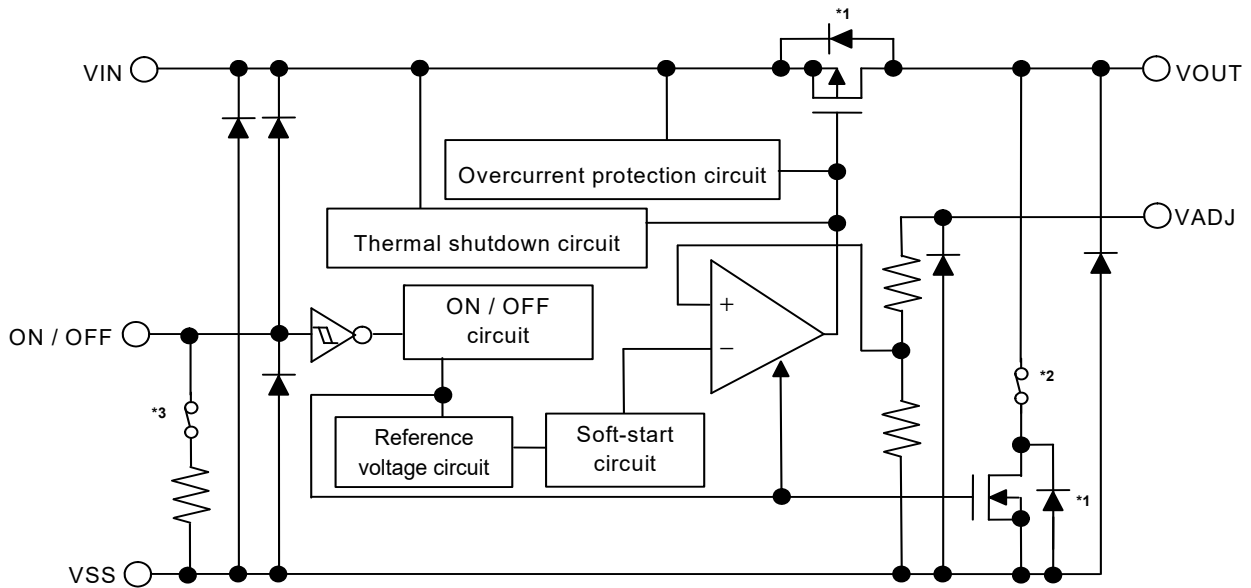 *1
VIN
VOUT
Overcurrent protection circuit
VADJ
Thermal shutdown circuit
+
−
ON / OFF
ON / OFF
circuit
*2
*3
Reference
voltage circuit
Soft-start
circuit
*1
VSS